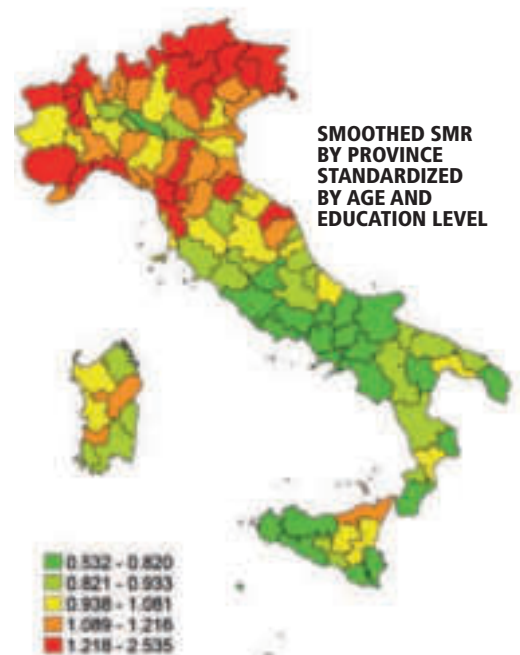 SMOOTHED SMR
BY PROVINCE
STANDARDIZED
BY AGE AND
EDUCATION LEVEL
0.532 - 0.820
0.821 - 0.933
0.938 - 1.081
1.089 - 1.216
1.218 - 2.535